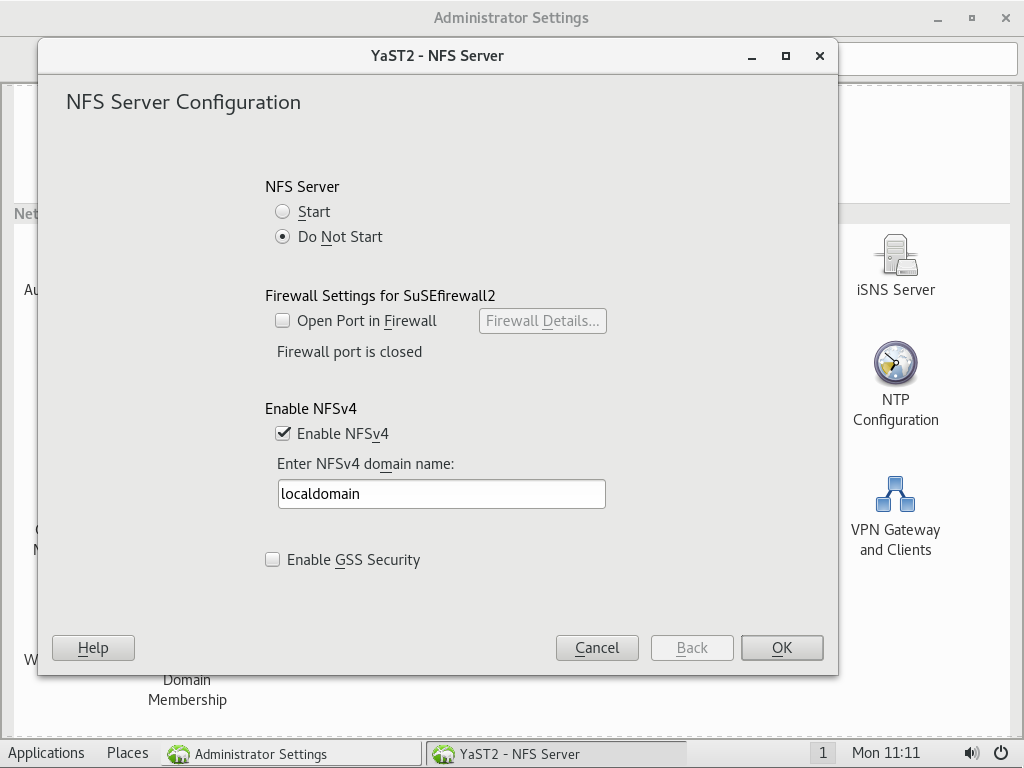 Administrator Settings
YaST2 - NFS Server
NFS Server Configuration
NFS Server
Start
Do Not Start
Firewall Settings for SuSEfirewall2
Open Port in Firewall
Firewall Details...
Firewall port is closed
Enable NFSv4
Enable NFSv4
Enter NFSv4 domain name:
localdomain
Enable GSS Security
Help
Cancel
Back
OK
Net
Au
iSNS Server
NTP
Configuration
VPN Gateway
and Clients
W
Domain
Membership
Applications
Places
Administrator Settings
YaST2 - NFS Server
1
Mon 11:11